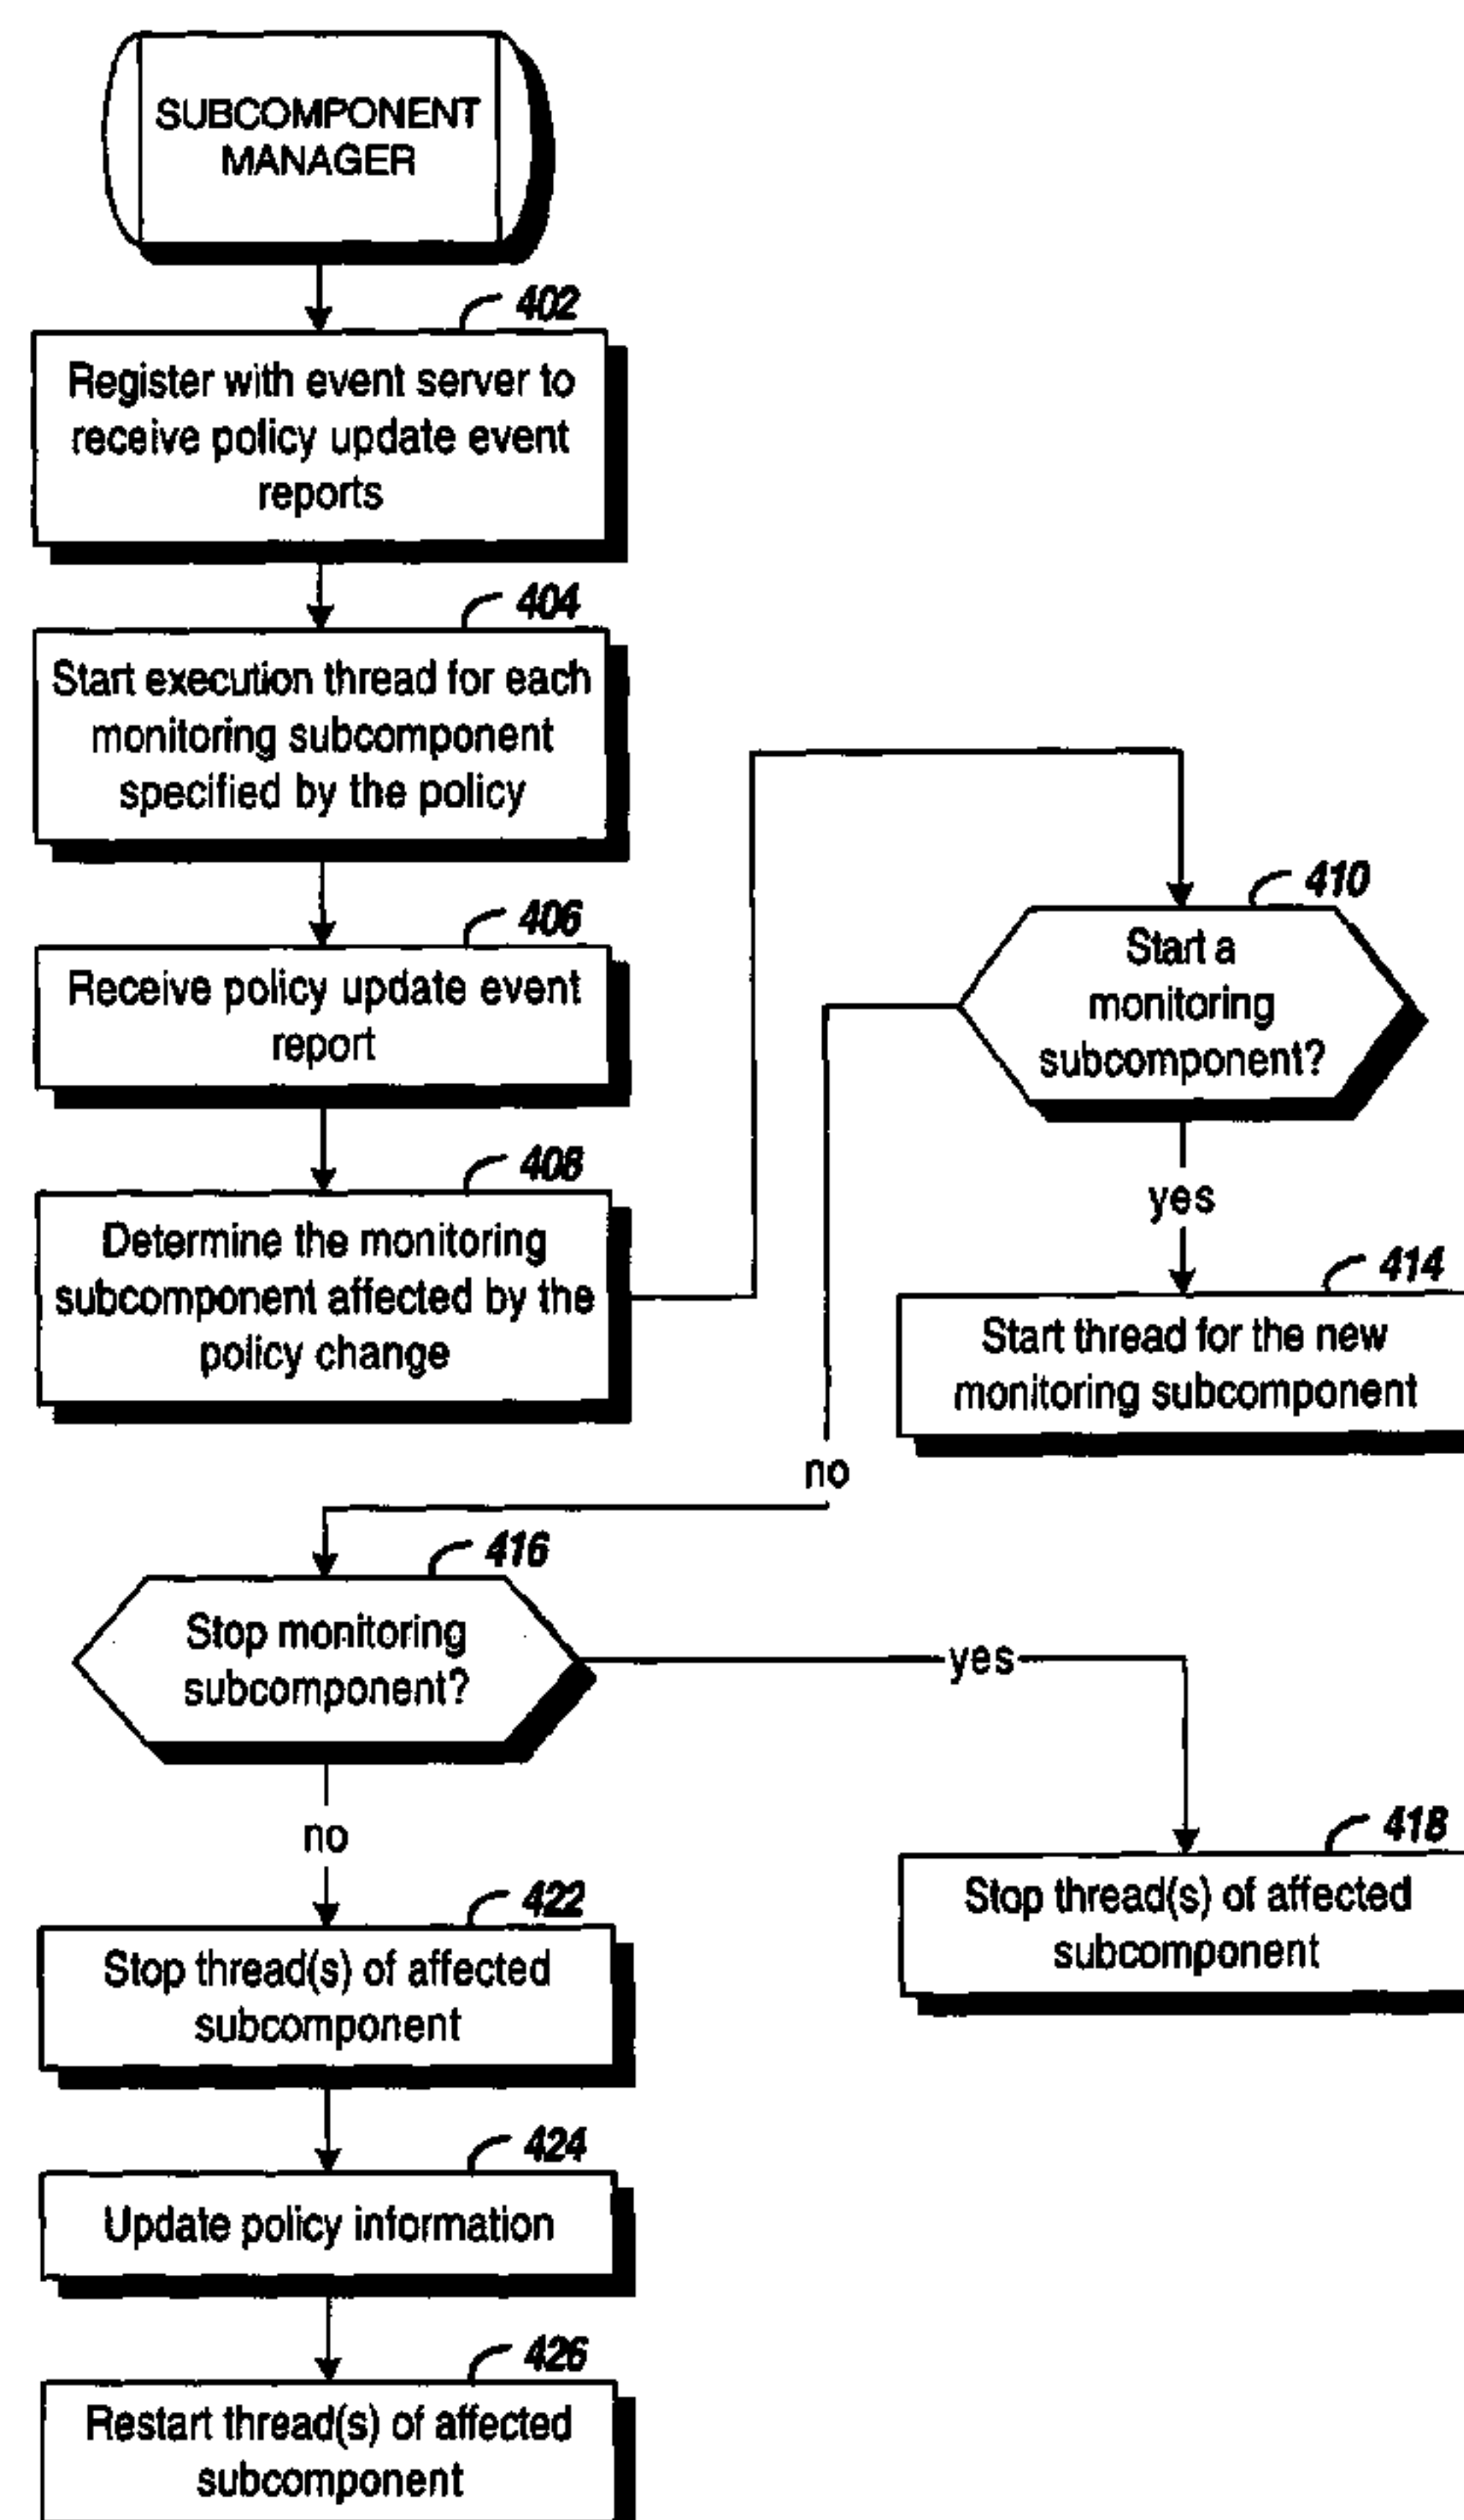 SUBCOMPONENT
MANAGER
402
Register with event server to
receive policy update event
reports
404
Start execution thread for each
monitoring subcomponent
specified by the policy
406
Receive policy update event
report
408
Determine the monitoring
subcomponent affected by the
policy change
410
Start a
monitoring
subcomponent?
yes
414
Start thread for the new
monitoring subcomponent
no
416
Stop monitoring
subcomponent?
yes
no
418
Stop thread(s) of affected
subcomponent
422
Stop thread(s) of affected
subcomponent
424
Update policy information
426
Restart thread(s) of affected
subcomponent